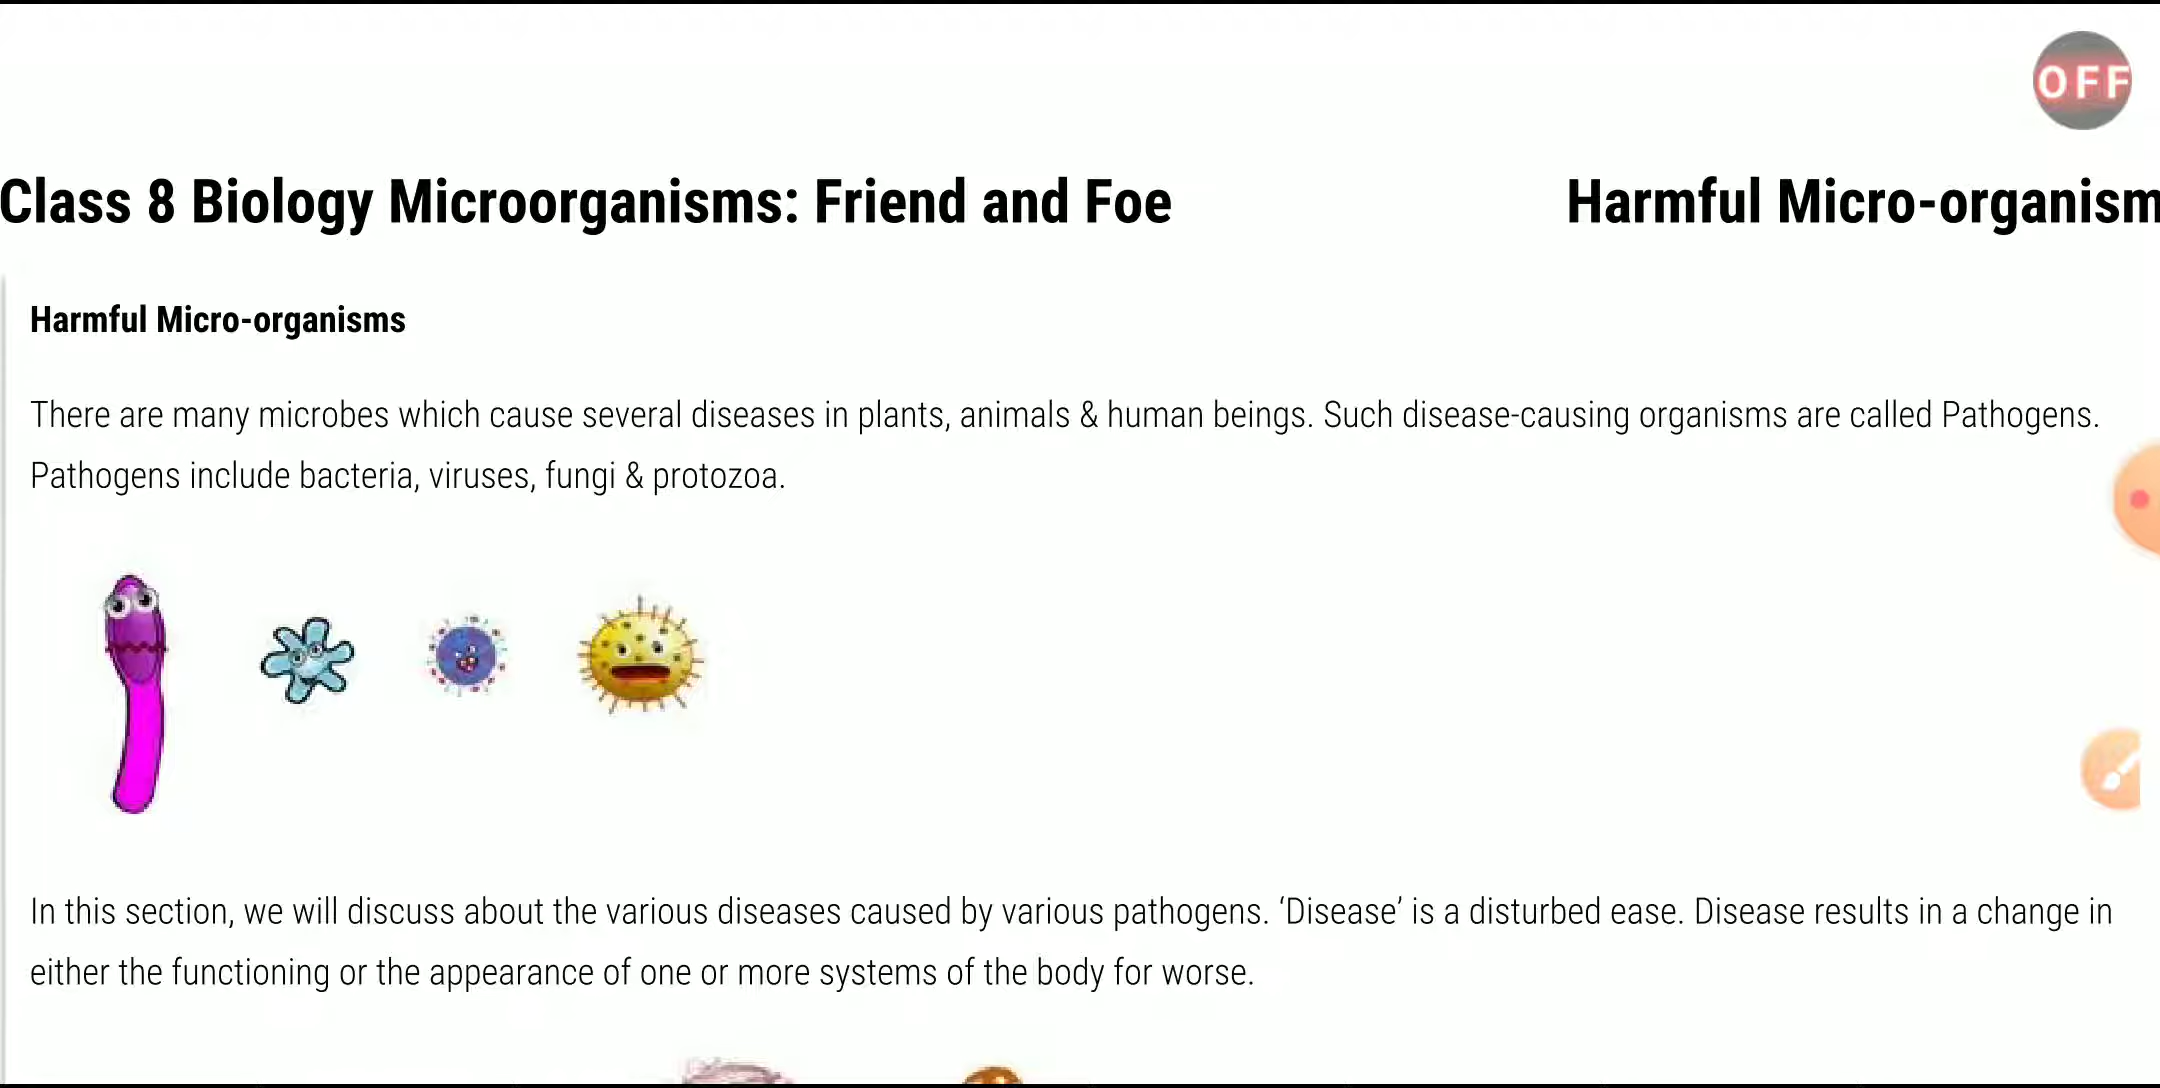 OFF
Class 8 Biology Microorganisms: Friend and Foe
Harmful Micro-organism
Harmful Micro-organisms
There are many microbes which cause several diseases in plants, animals & human beings. Such disease-causing organisms are called Pathogens.
Pathogens include bacteria, viruses, fungi & protozoa.
In this section, we will discuss about the various diseases caused by various pathogens. ‘Disease’ is a disturbed ease. Disease results in a change in
either the functioning or the appearance of one or more systems of the body for worse.